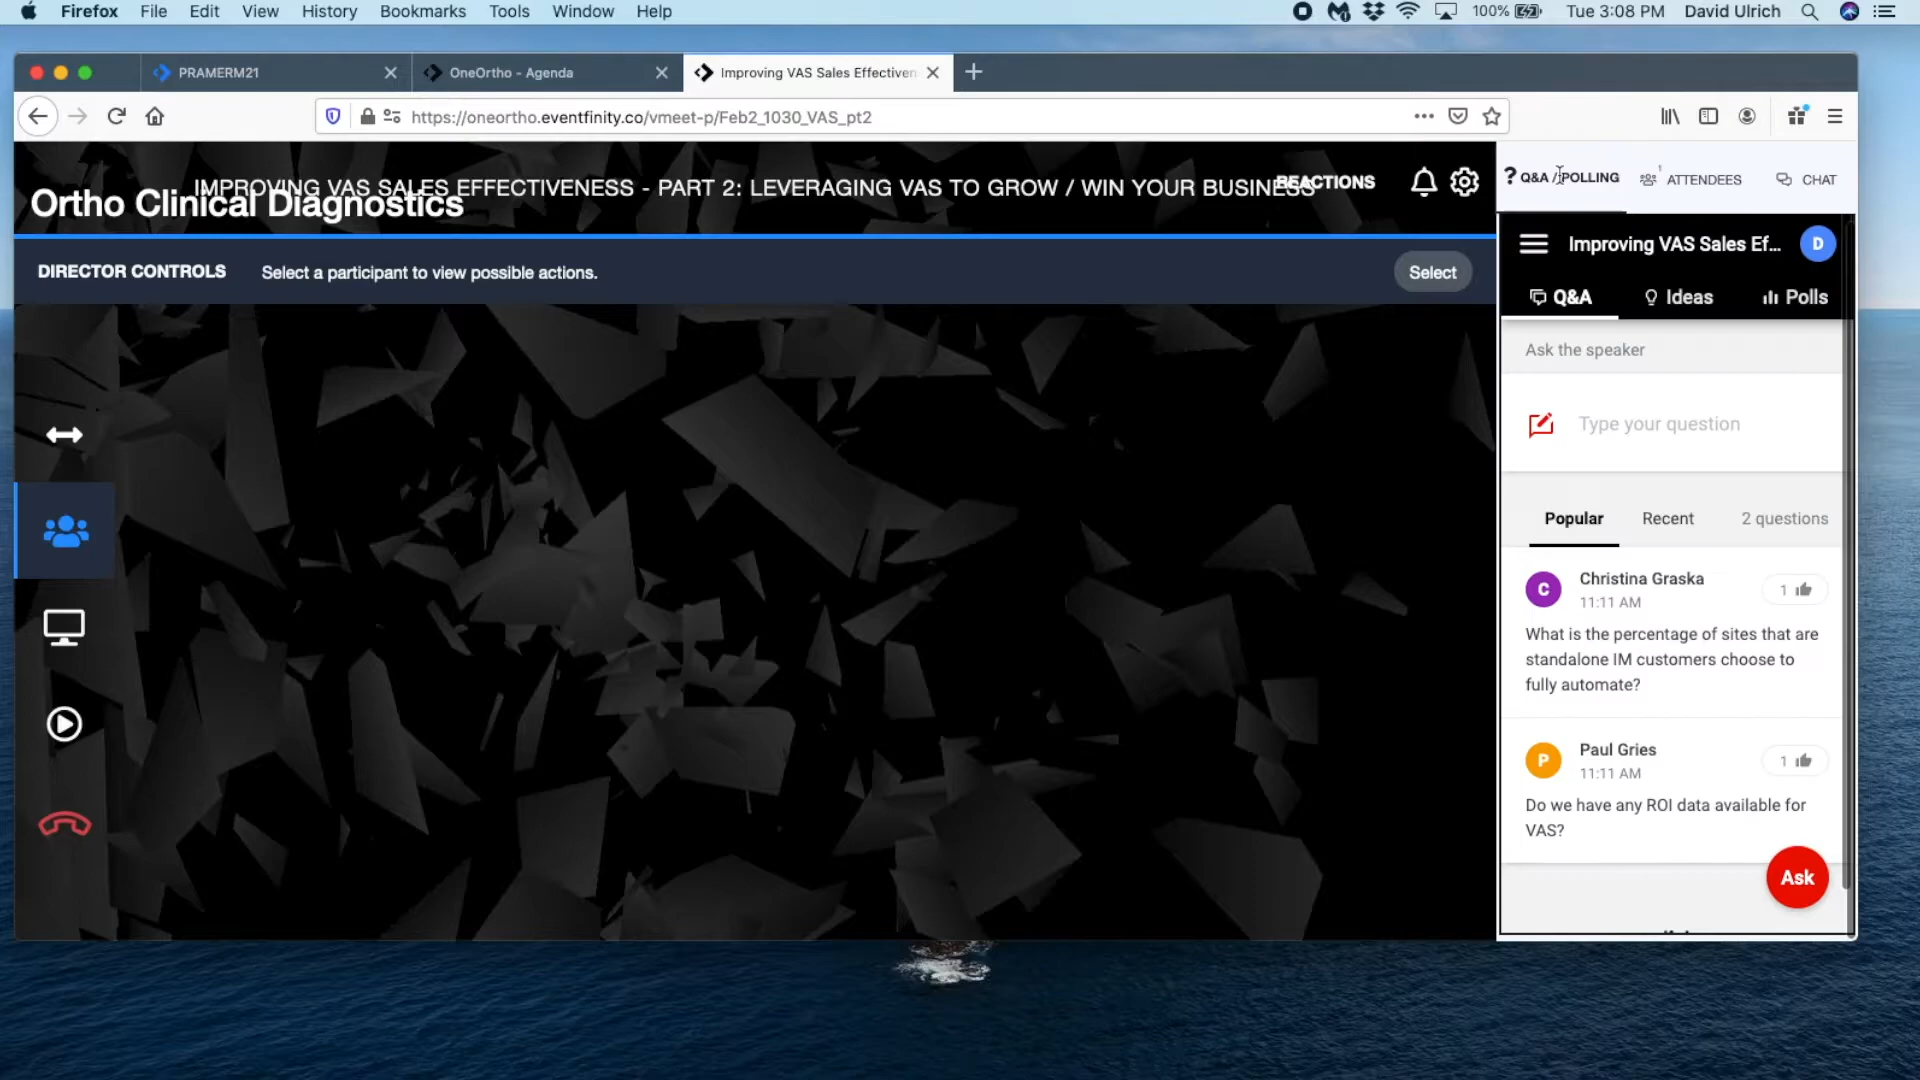 Firefox File Edit View History Bookmarks Tools Window Help 100% Tue 3:08 PM David Ulrich
PRAMERM21 OneOrtho - Agenda Improving VAS Sales Effectiven
https://oneortho.eventfinity.co/vmeet-p/Feb2_1030_VAS_pt2
IMPROVING VAS SALES EFFECTIVENESS - PART 2: LEVERAGING VAS TO GROW / WIN YOUR BUSINESS
REACTIONS
Ortho Clinical Diagnostics
DIRECTOR CONTROLS Select a participant to view possible actions. Select
? Q&A / POLLING 1 ATTENDEES CHAT
Improving VAS Sales Ef... D
Q&A Ideas Polls
Ask the speaker
Type your question
Popular Recent 2 questions
C Christina Graska 1
11:11 AM
What is the percentage of sites that are
standalone IM customers choose to
fully automate?
P Paul Gries 1
11:11 AM
Do we have any ROI data available for
VAS?
Ask